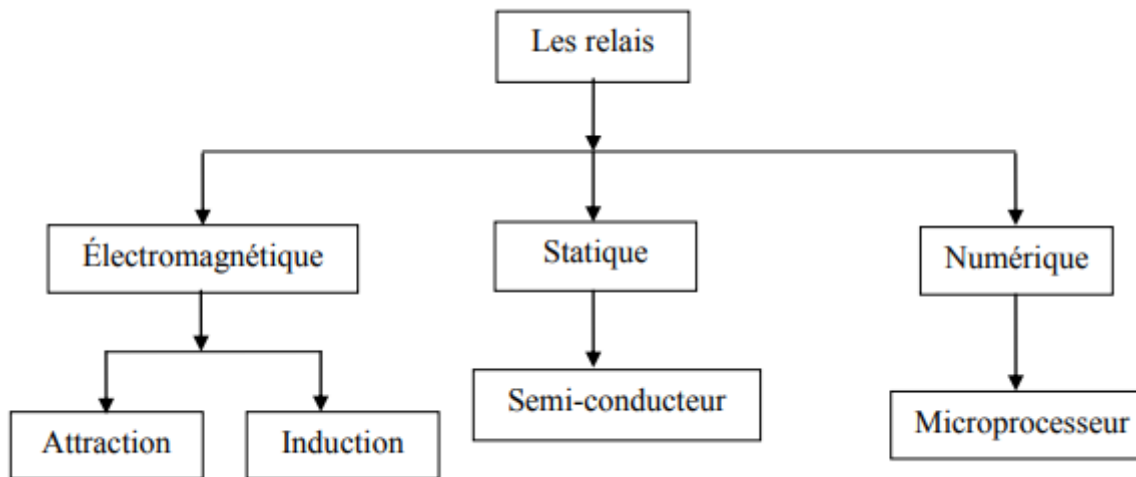 Les relais
Électromagnétique
Statique
Numérique
Attraction
Induction
Semi-conducteur
Microprocesseur